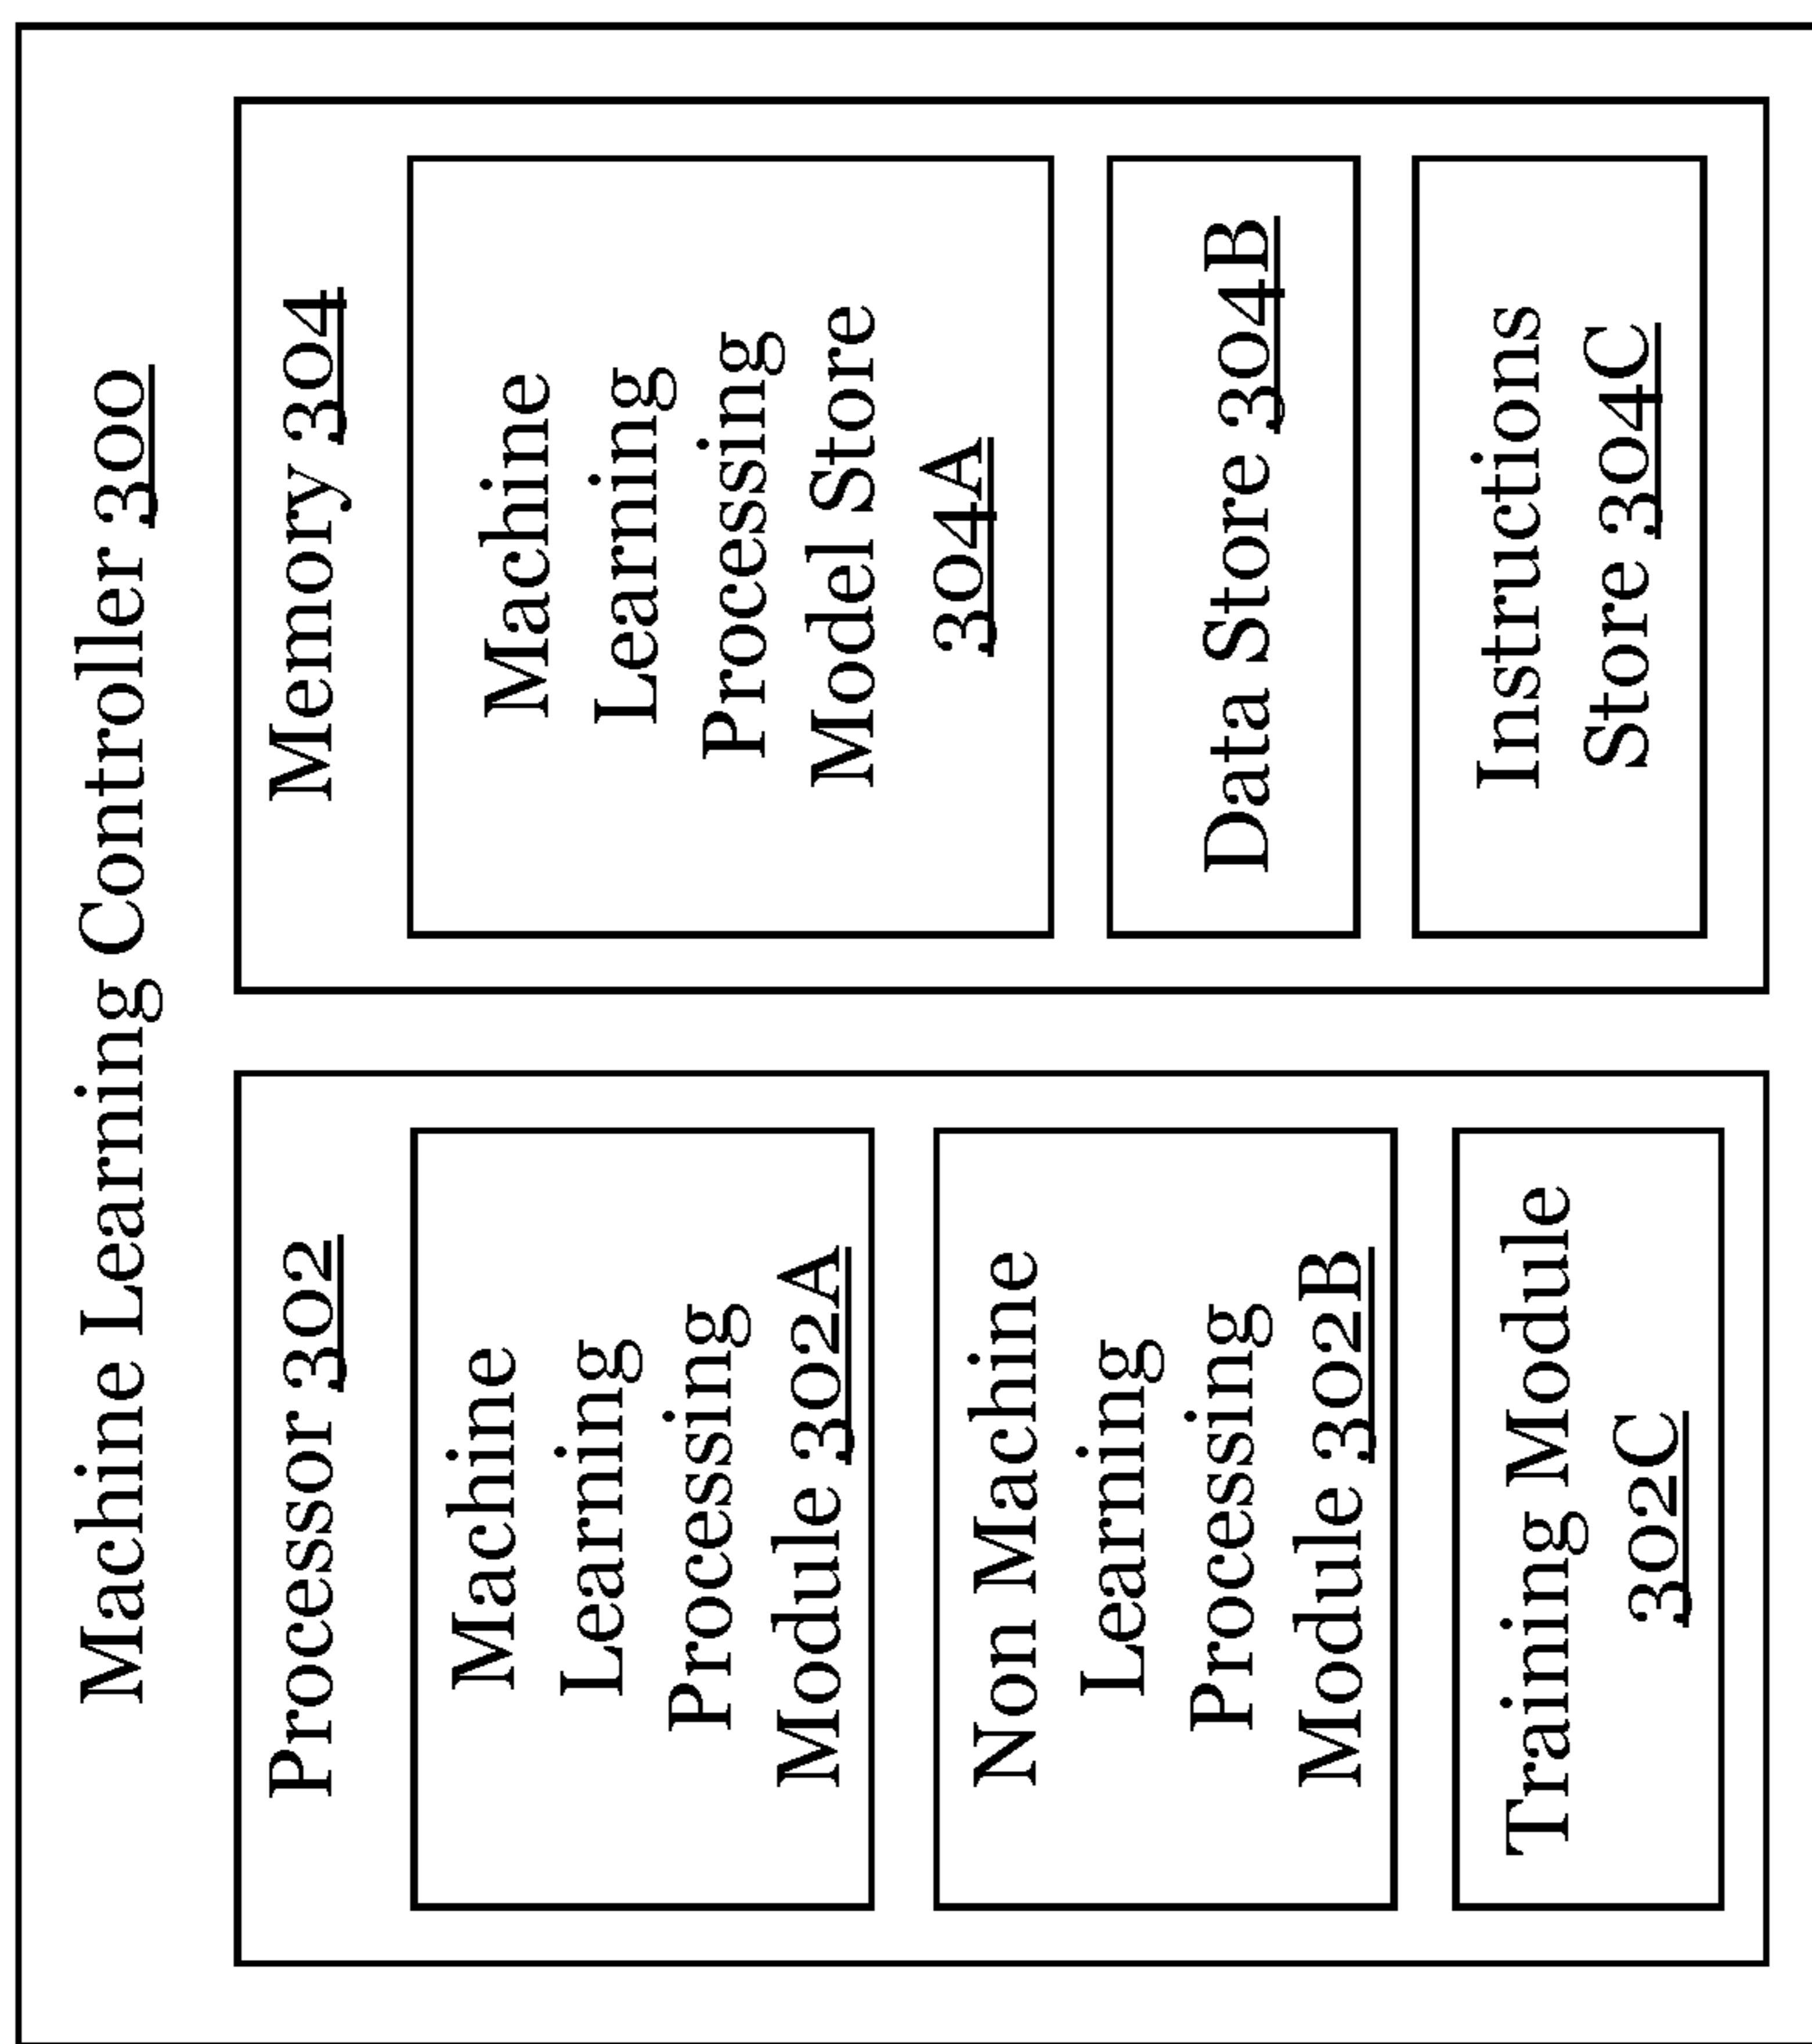 Machine Learning Controller 300
Processor 302
Machine
Learning
Processing
Module 302A
Non Machine
Learning
Processing
Module 302B
Training Module
302C
Memory 304
Machine
Learning
Processing
Model Store
304A
Data Store 304B
Instructions
Store 304C